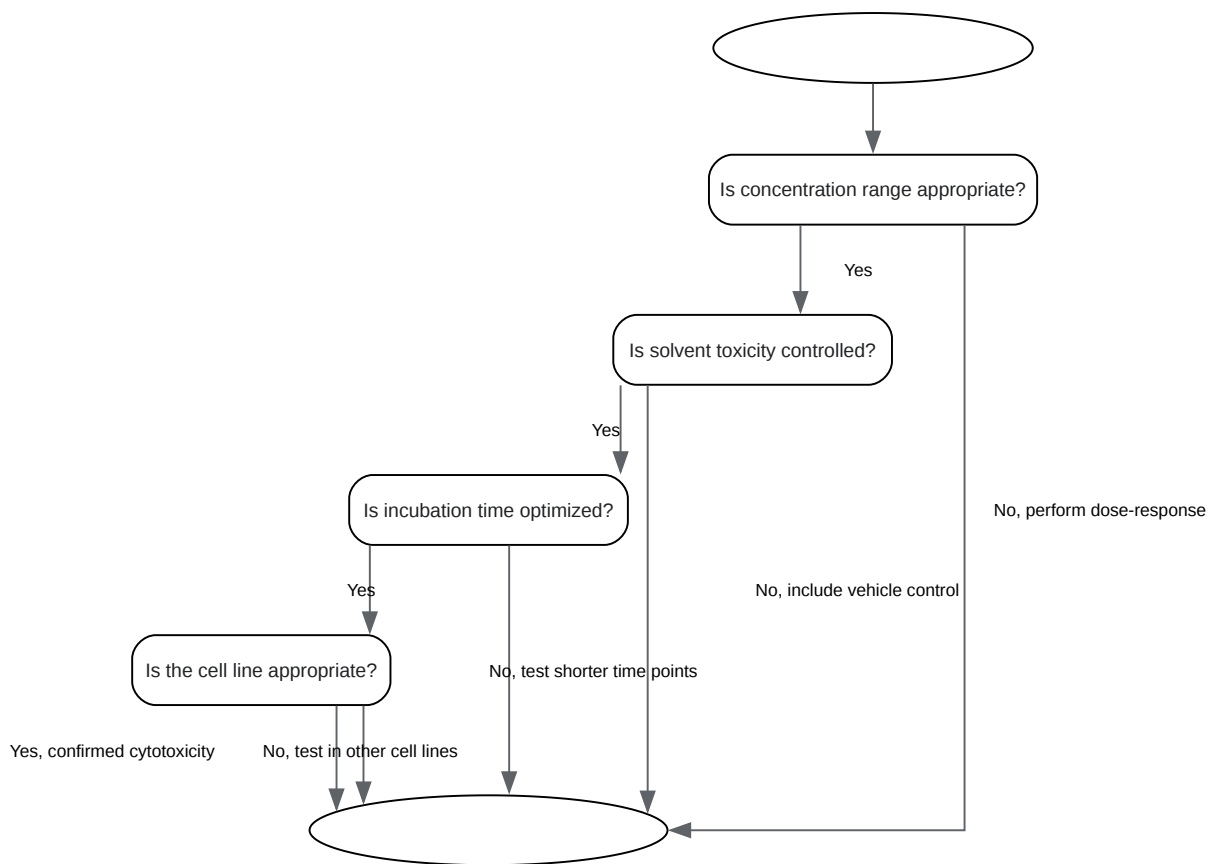 Is concentration range appropriate?
Yes
Is solvent toxicity controlled?
Yes
Is incubation time optimized?
No, perform dose-response
Yes
No, include vehicle control
Is the cell line appropriate?
No, test shorter time points
Yes, confirmed cytotoxicity
No, test in other cell lines